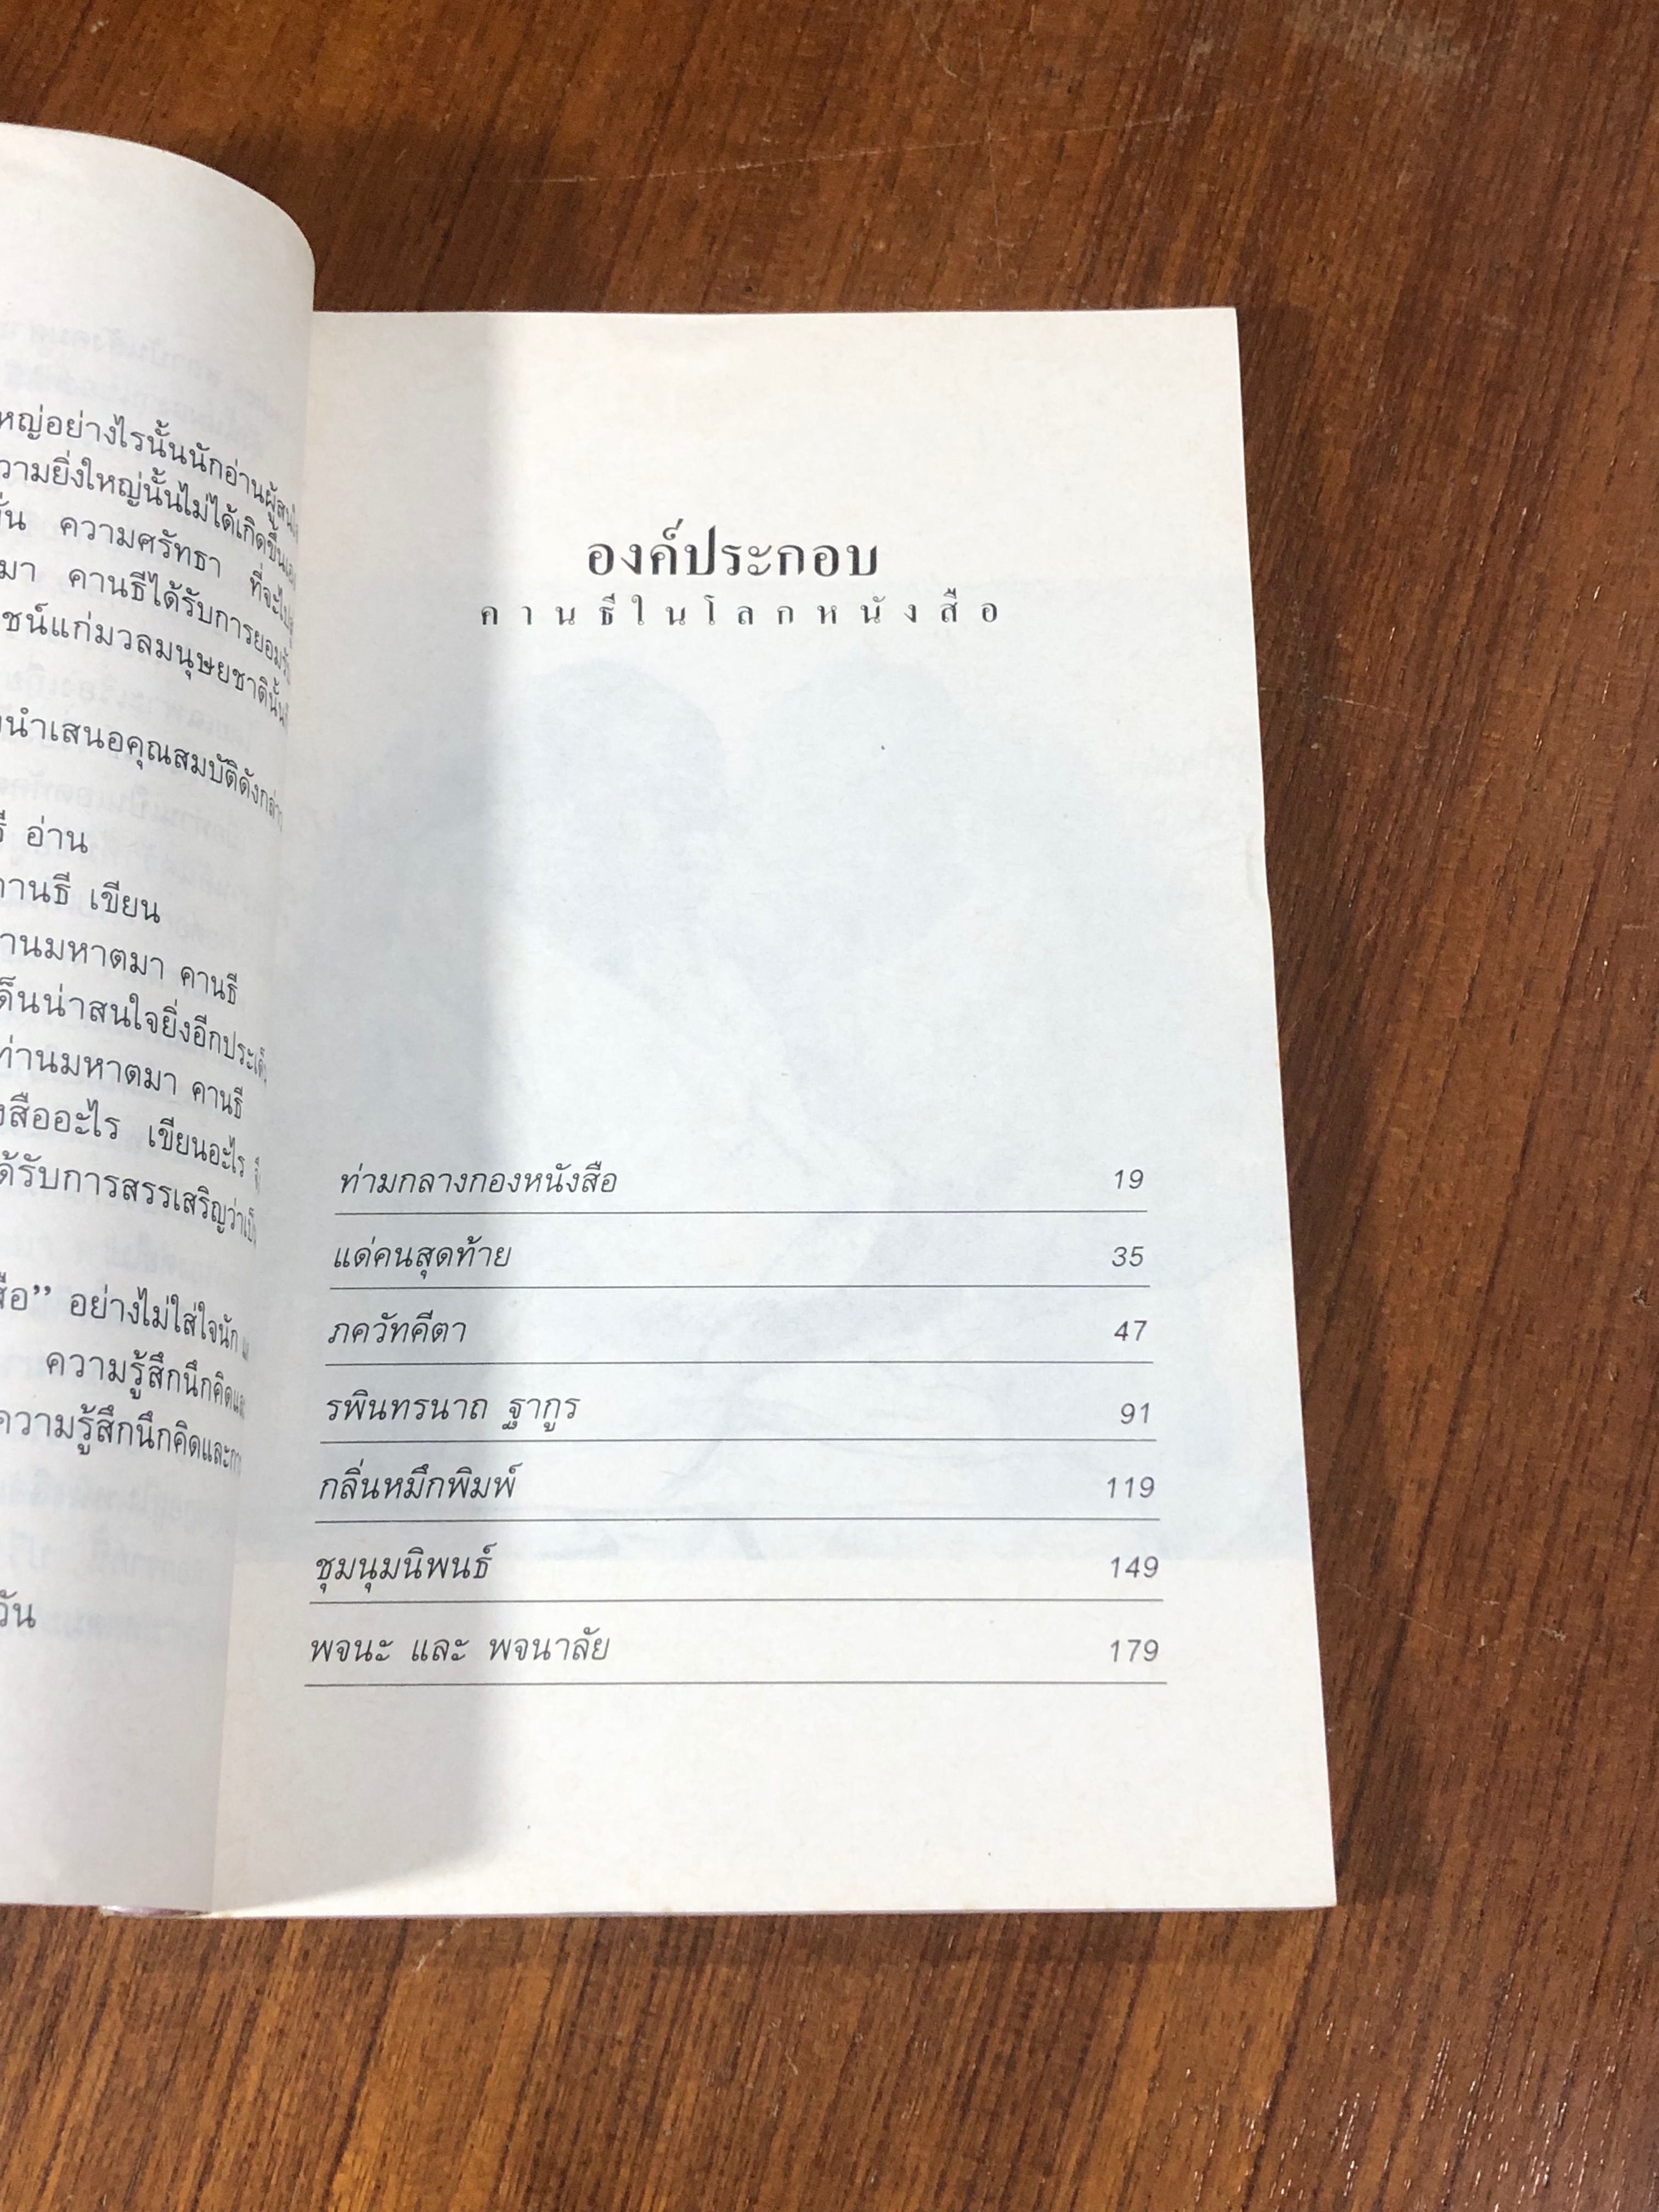 อย่างไรนั้นนักอ่าน
ความยิ่งใหญ่นั้นไม่ได้เกิดขึ้น
ความศรัทธา
คานธีได้รับการยอมรับ
แก่มวลมนุษยชาตินั้น
นำเสนอคุณสมบัติดังกล่าว
อ่าน
คานธี เขียน
ท่านมหาตมา คานธี
น่าสนใจยิ่งอีกประเด็น
ท่านมหาตมา คานธี
เขียนอะไร
ได้รับการสรรเสริญว่าเป็น
อย่างไม่ใส่ใจนัก
ความรู้สึกนึกคิดและ
ความรู้สึกนึกคิดและ
องค์ประกอบ
คานธีในโลกหนังสือ
ท่ามกลางกองหนังสือ 19
แด่คนสุดท้าย 35
ภควัทคีตา 47
รพินทรนาถ ฐากูร 91
กลิ่นหมึกพิมพ์ 119
ชุมนุมนิพนธ์ 149
พจนะ และ พจนาลัย 179